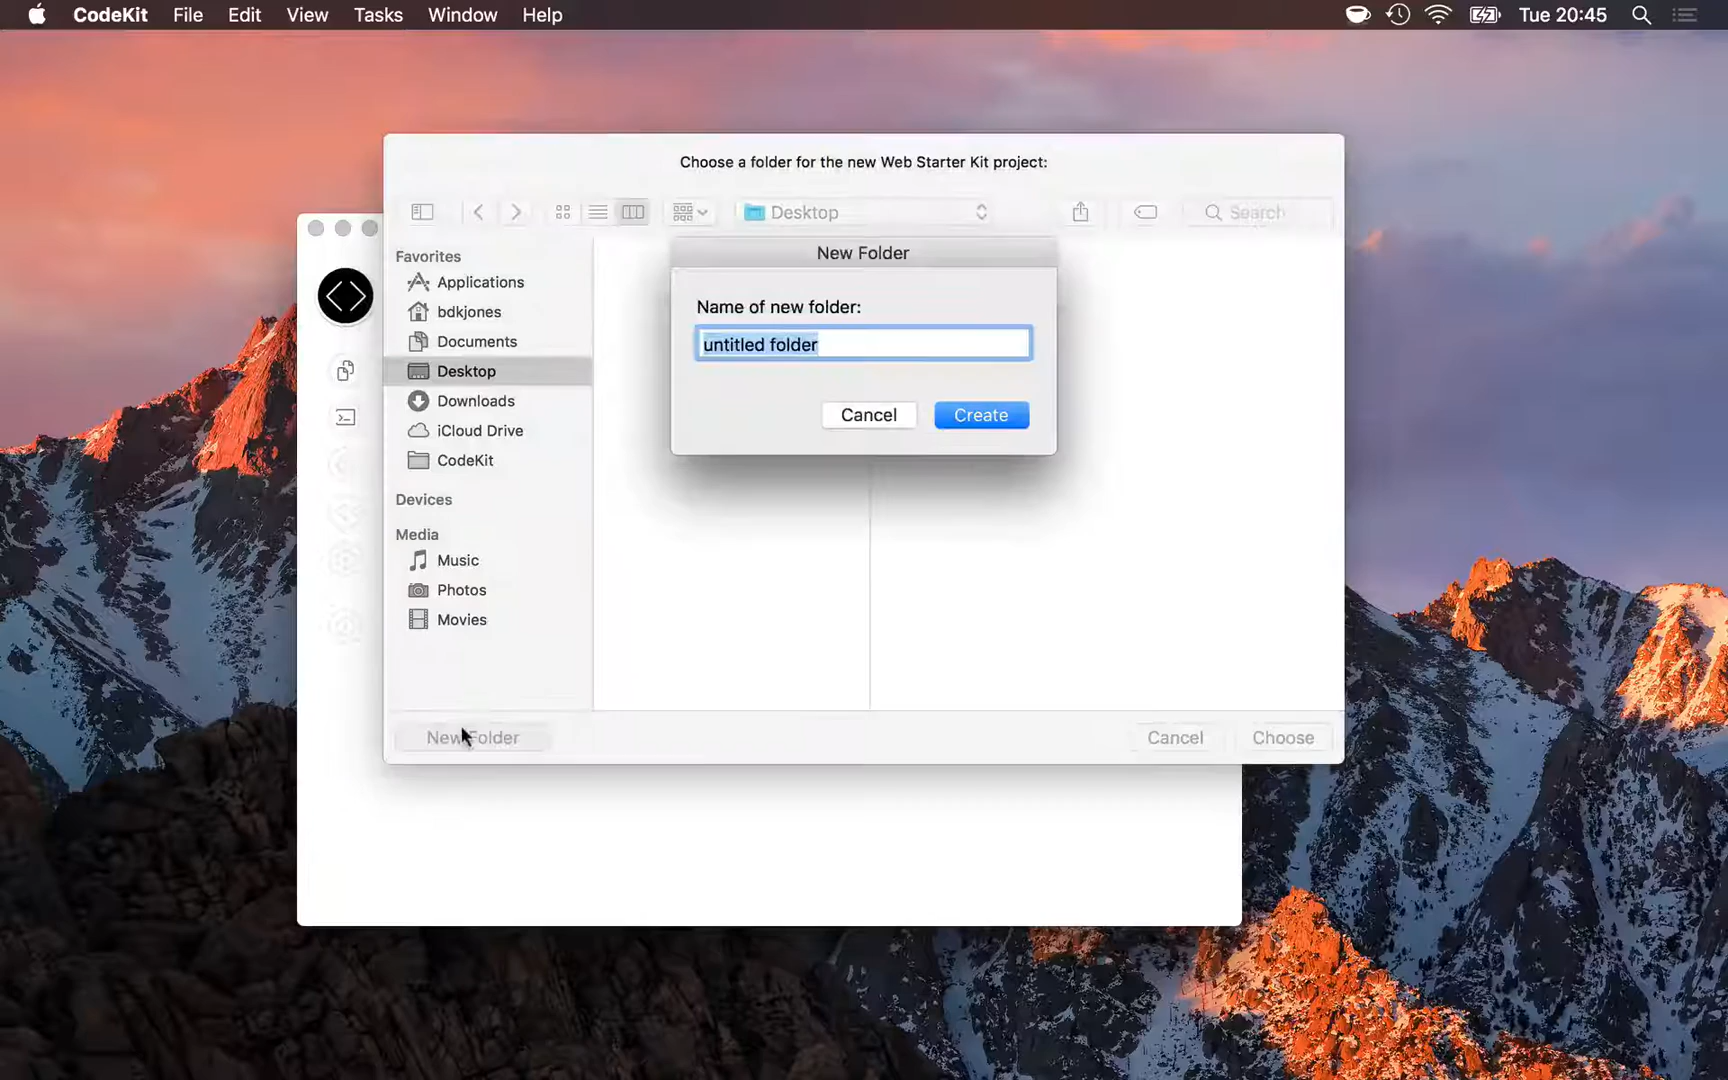 CodeKit File Edit View Tasks Window Help Tue 20:45
Choose a folder for the new Web Starter Kit project:
Desktop Search
New Folder
Name of new folder:
untitled folder
Cancel Create
Favorites
Applications
bdkjones
Documents
Desktop
Downloads
iCloud Drive
CodeKit
Devices
Media
Music
Photos
Movies
New Folder Cancel Choose